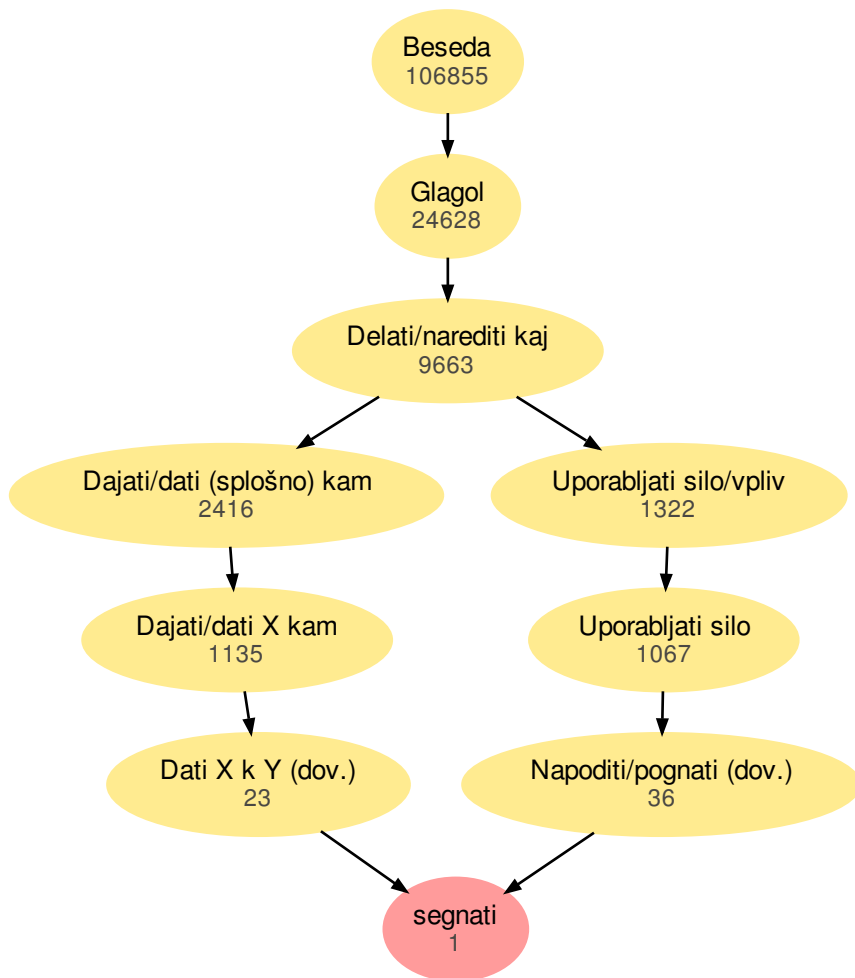 Beseda
106855
Glagol
24628
Delati/narediti kaj
9663
Dajati/dati (splošno) kam
2416
Uporabljati silo/vpliv
1322
Dajati/dati X kam
1135
Uporabljati silo
1067
Dati X k Y (dov.)
23
Napoditi/pognati (dov.)
36
segnati
1